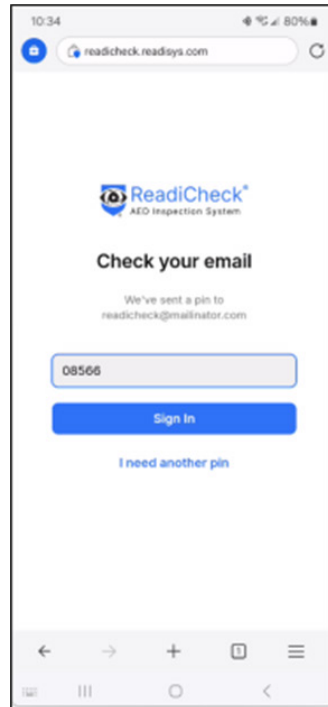 10:34 80%
readicheck.readisys.com
ReadiCheck®
AED Inspection System
Check your email
We've sent a pin to
readicheck@mailinator.com
08566
Sign In
I need another pin
1